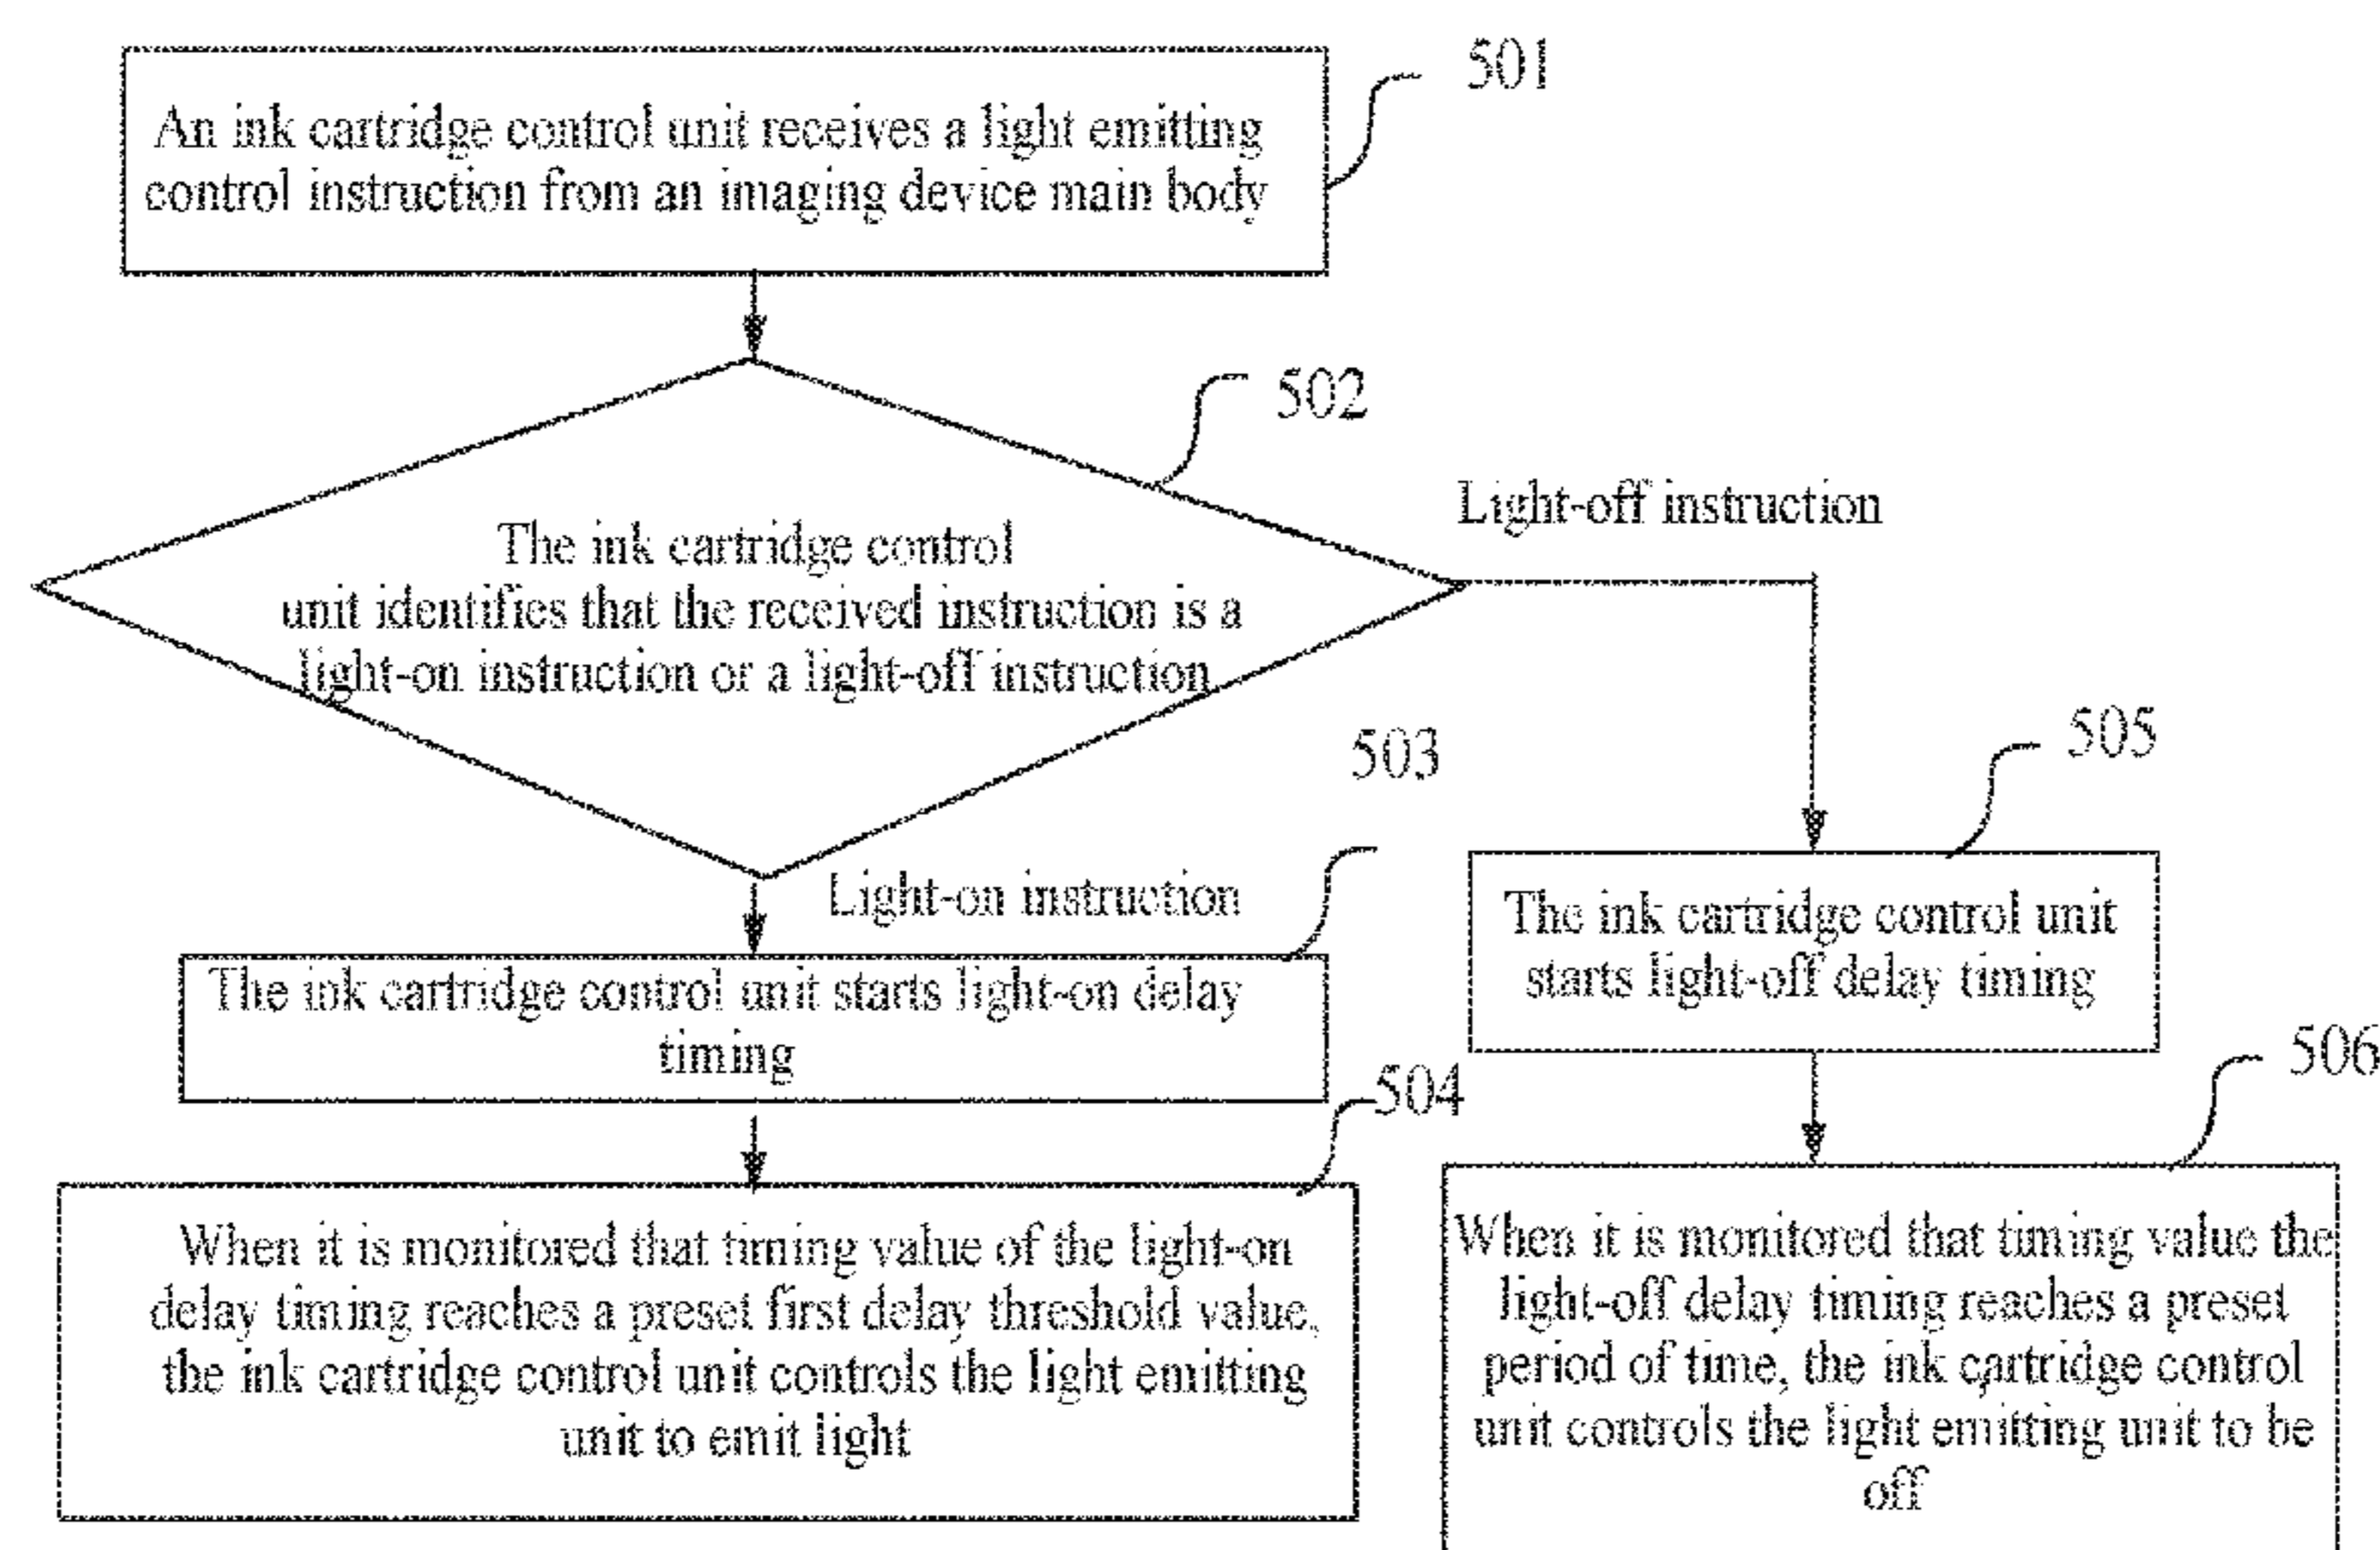 501
An ink cartridge control unit receives a light emitting
control instruction from an imaging device main body
502
Light-off instruction
The ink cartridge control
unit identifies that the received instruction is a
light-on instruction or a light-off instruction
503
505
Light-on instruction
The ink cartridge control unit starts light-on delay
timing
The ink cartridge control unit
starts light-off delay timing
504
506
When it is monitored that timing value of the light-on
delay timing reaches a preset first delay threshold value,
the ink cartridge control unit controls the light emitting
unit to emit light
When it is monitored that timing value the
light-off delay timing reaches a preset
period of time, the ink cartridge control
unit controls the light emitting unit to be
off